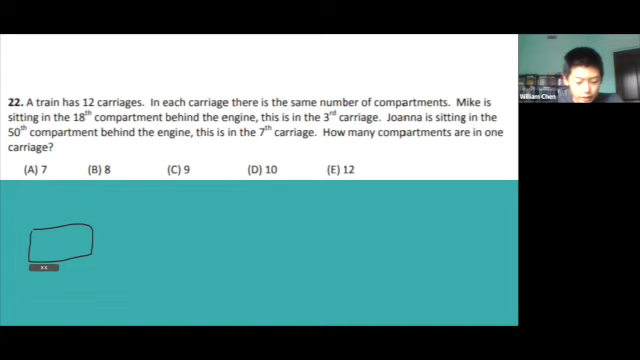 22. A train has 12 carriages. In each carriage there is the same number of compartments. Mike is
sitting in the 18th compartment behind the engine, this is in the 3rd carriage. Joanna is sitting in the
50th compartment behind the engine, this is in the 7th carriage. How many compartments are in one
carriage?
(A) 7 (B) 8 (C) 9 (D) 10 (E) 12
William Chen
x x